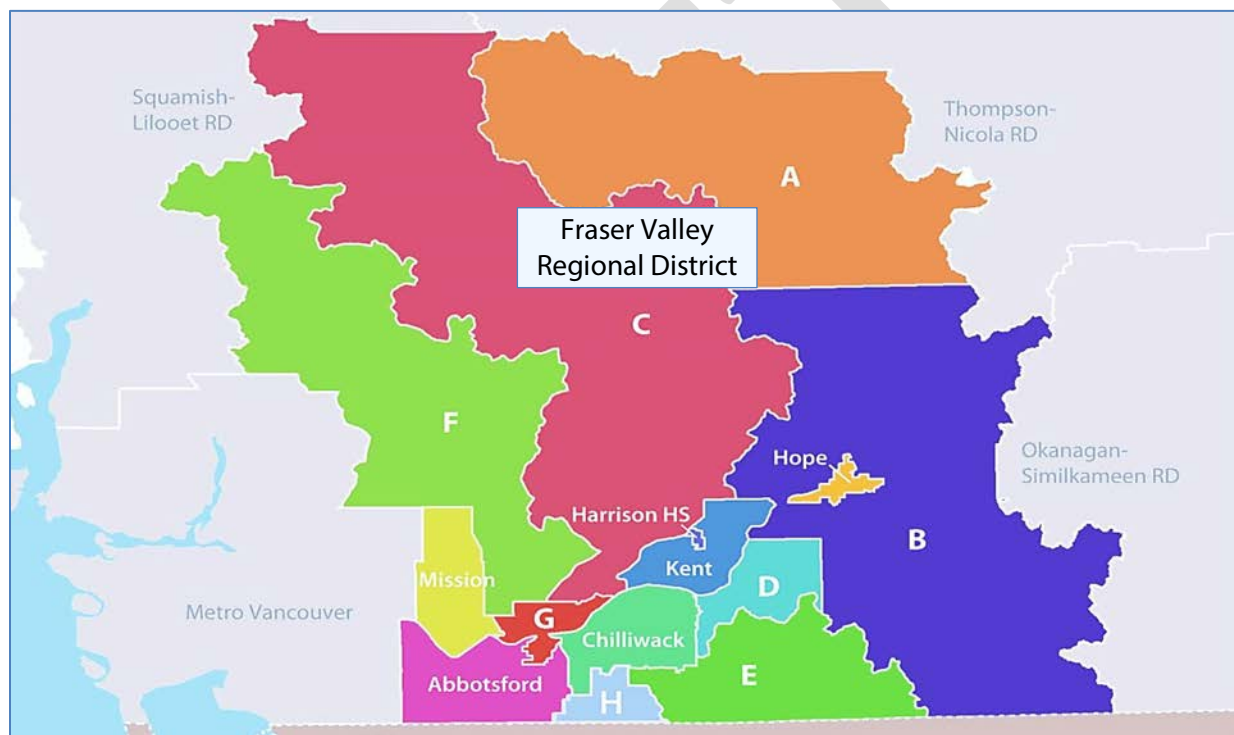 Squamish-
Lilooet RD
Thompson-
Nicola RD
A
Fraser Valley
Regional District
C
F
Hope
Okanagan-
Similkameen RD
Harrison HS
B
Kent
Mission
D
Metro Vancouver
G
Chilliwack
E
Abbotsford
H